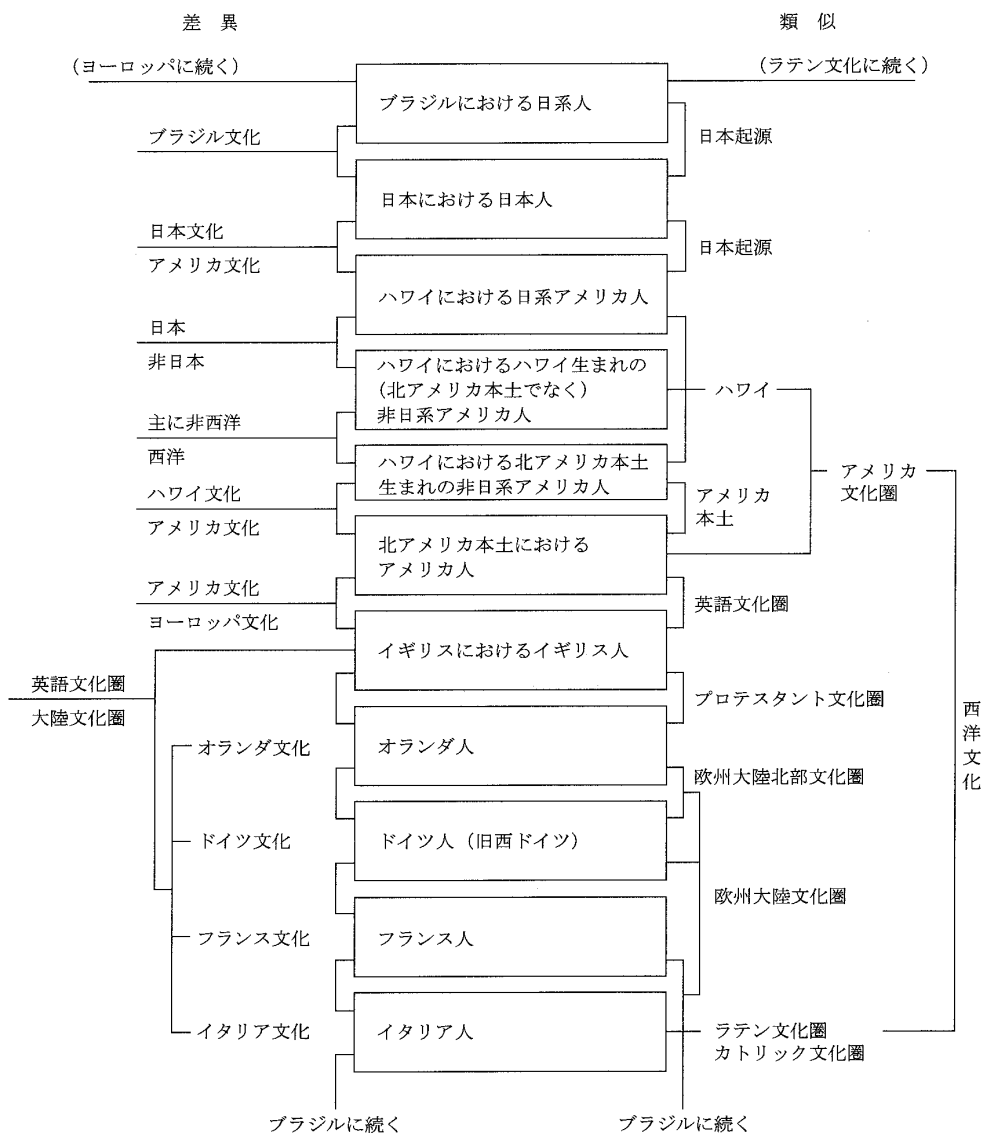 差 異
類 似
(ヨーロッパに続く)
(ラテン文化に続く)
ブラジルにおける日系人
ブラジル文化
日本起源
日本における日本人
日本文化
アメリカ文化
日本起源
ハワイにおける日系アメリカ人
日本
非日本
ハワイにおけるハワイ生まれの
(北アメリカ本土でなく)
非日系アメリカ人
ハワイ
主に非西洋
西洋
ハワイにおける北アメリカ本土
生まれの非日系アメリカ人
アメリカ
文化圏
ハワイ文化
アメリカ文化
アメリカ
本土
北アメリカ本土における
アメリカ人
アメリカ文化
ヨーロッパ文化
英語文化圏
イギリスにおけるイギリス人
英語文化圏
大陸文化圏
プロテスタント文化圏
西洋文化
オランダ文化
オランダ人
欧州大陸北部文化圏
ドイツ文化
ドイツ人(旧西ドイツ)
欧州大陸文化圏
フランス文化
フランス人
イタリア文化
イタリア人
ラテン文化圏
カトリック文化圏
ブラジルに続く
ブラジルに続く